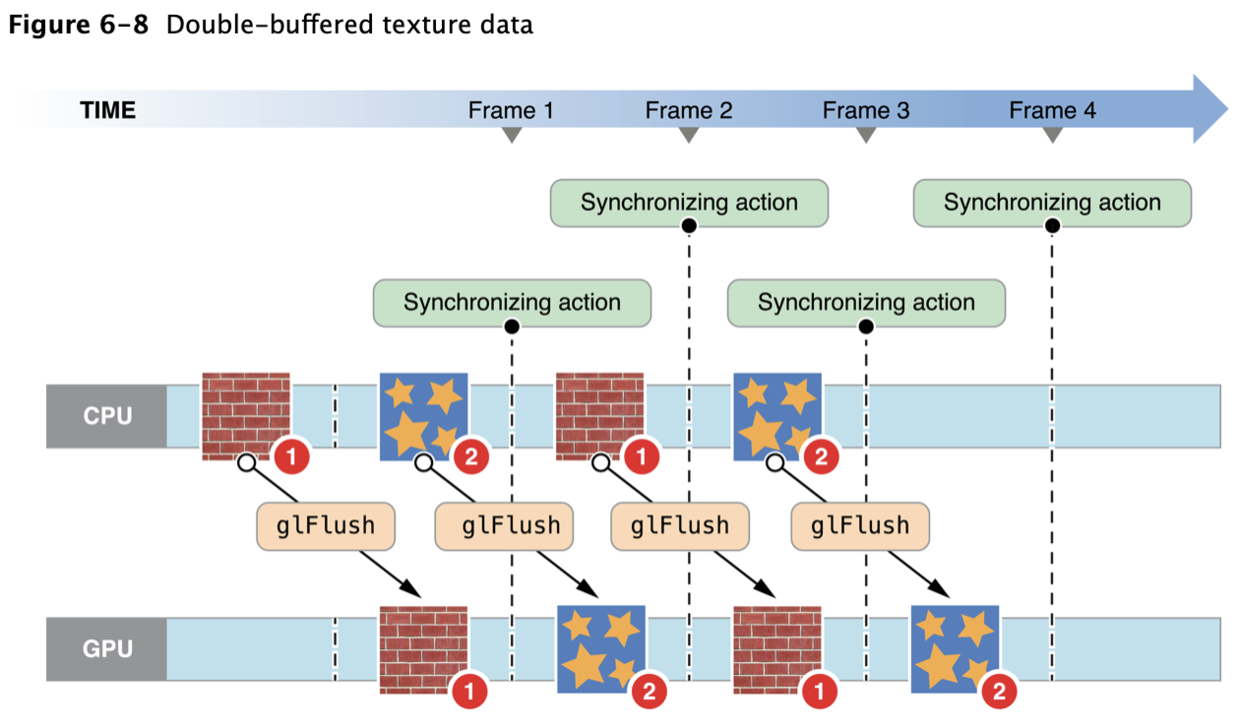 Figure 6-8 Double-buffered texture data
TIME
Frame 1
Frame 2
Frame 3
Frame 4
Synchronizing action
Synchronizing action
Synchronizing action
Synchronizing action
CPU
1
2
1
2
glFlush
glFlush
glFlush
glFlush
GPU
1
2
1
2